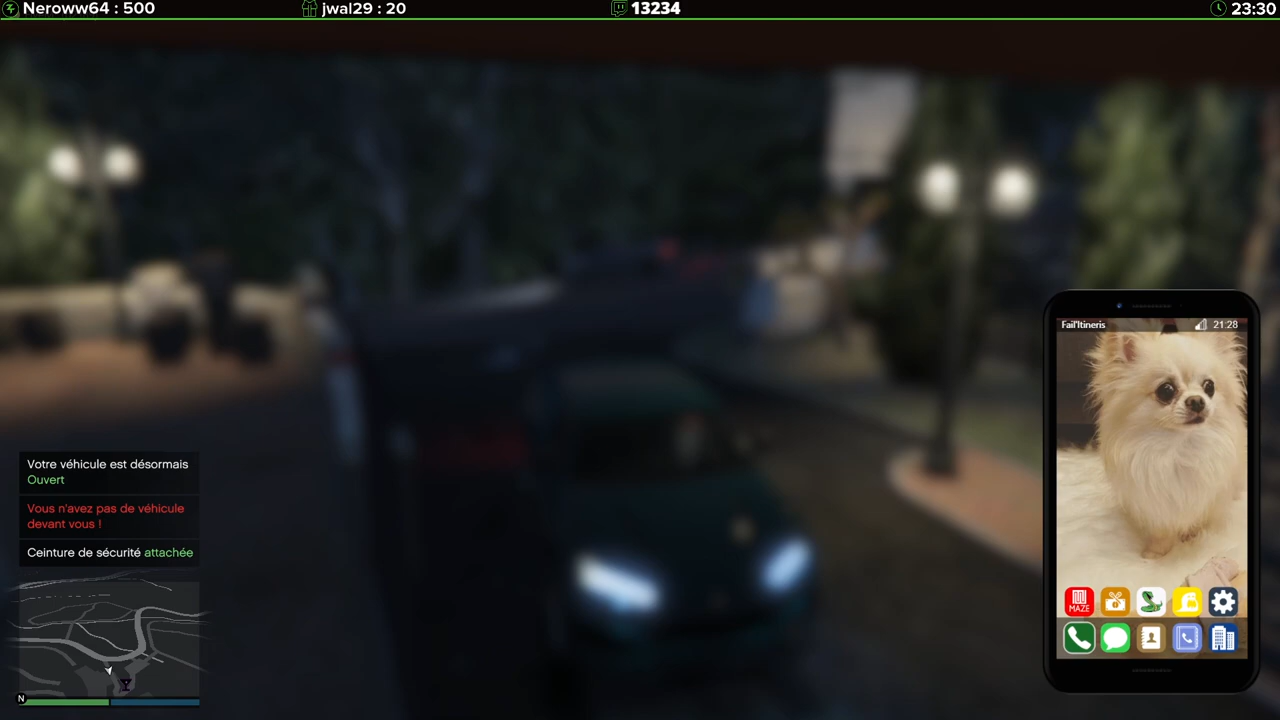 Neroww64 : 500
jwal29 : 20
13234
23:30
Fail'Itineris
21:28
Votre véhicule est désormais
Ouvert
Vous n'avez pas de véhicule
devant vous !
Ceinture de sécurité attachée
MAZE
N